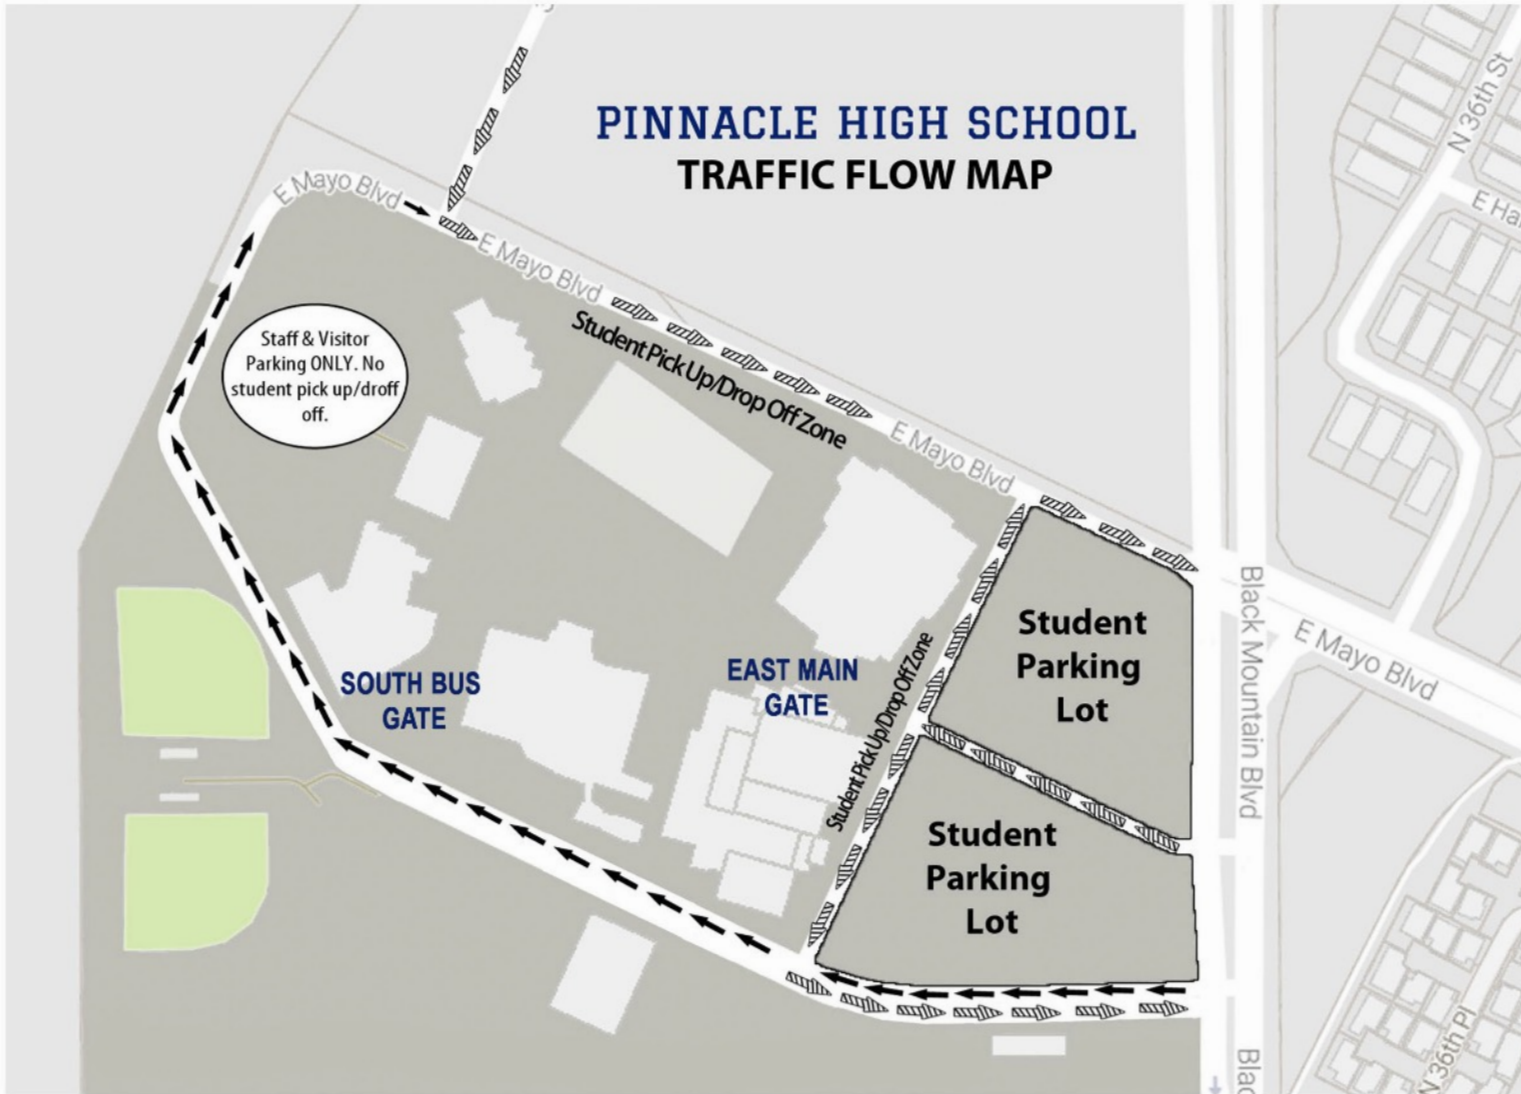 PINNACLE HIGH SCHOOL
TRAFFIC FLOW MAP
N 36th St
E Mayo Blvd
E Mayo Blvd
Student Pick Up/Drop Off Zone
Staff & Visitor
Parking ONLY. No
student pick up/droff
off.
E Mayo Blvd
Student
Parking
Lot
Black Mountain Blvd
E Mayo Blvd
SOUTH BUS
GATE
EAST MAIN
GATE
Student Pick Up/Drop Off Zone
Student
Parking
Lot
N 36th Pl